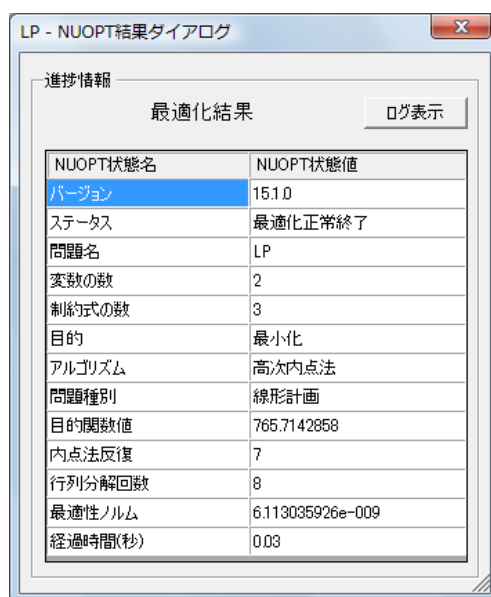 LP - NUOPT結果ダイアログ
進捗情報
最適化結果
ログ表示
NUOPT状態名 NUOPT状態値
バージョン 15.1.0
ステータス 最適化正常終了
問題名 LP
変数の数 2
制約式の数 3
目的 最小化
アルゴリズム 高次内点法
問題種別 線形計画
目的関数値 765.7142858
内点法反復 7
行列分解回数 8
最適性ノルム 6.113035926e-009
経過時間(秒) 0.03